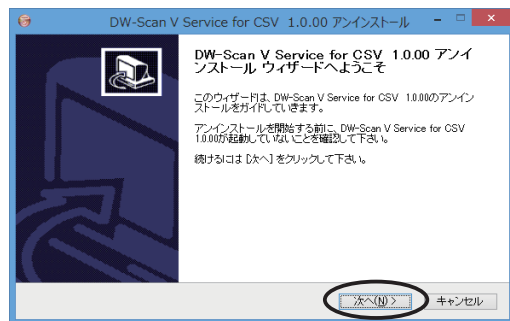 DW-Scan V Service for CSV 1.0.00 アンインストール
DW-Scan V Service for CSV 1.0.00 アンイ
ンストール ウィザードへようこそ
このウィザードは、DW-Scan V Service for CSV 1.0.00のアンイン
ストールをガイドしていきます。
アンインストールを開始する前に、DW-Scan V Service for CSV
1.0.00が起動していないことを確認して下さい。
続けるには [次へ] をクリックして下さい。
次へ(N) >
キャンセル